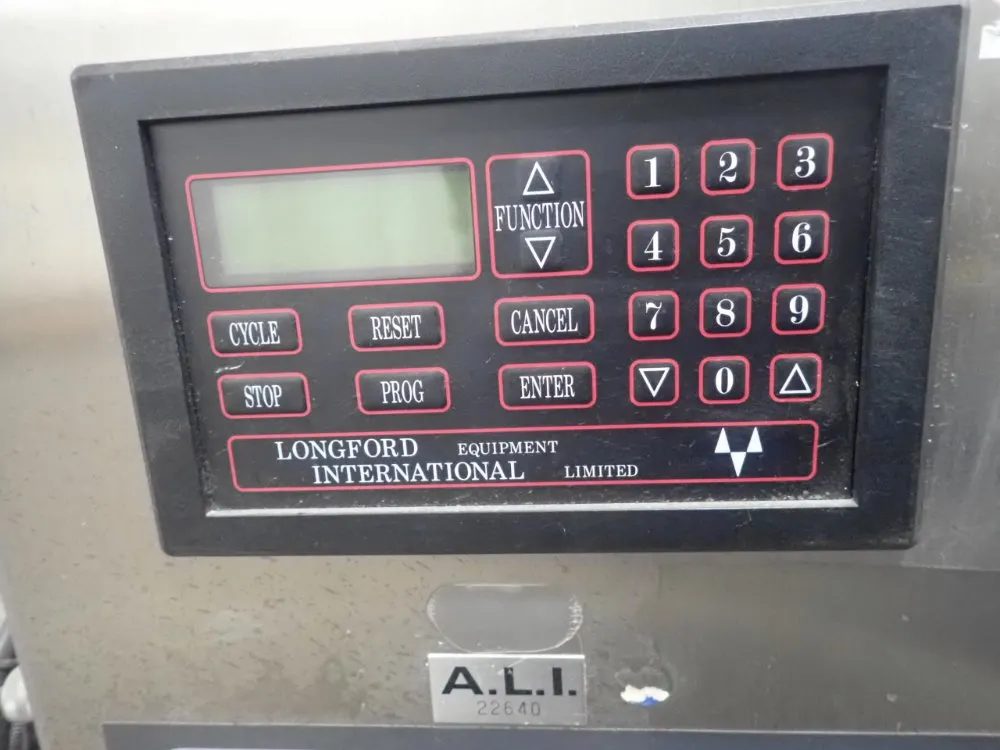 FUNCTION
1 2 3
4 5 6
CYCLE RESET CANCEL 7 8 9
STOP PROG ENTER 0
LONGFORD EQUIPMENT
INTERNATIONAL LIMITED
A.L.I.
22640